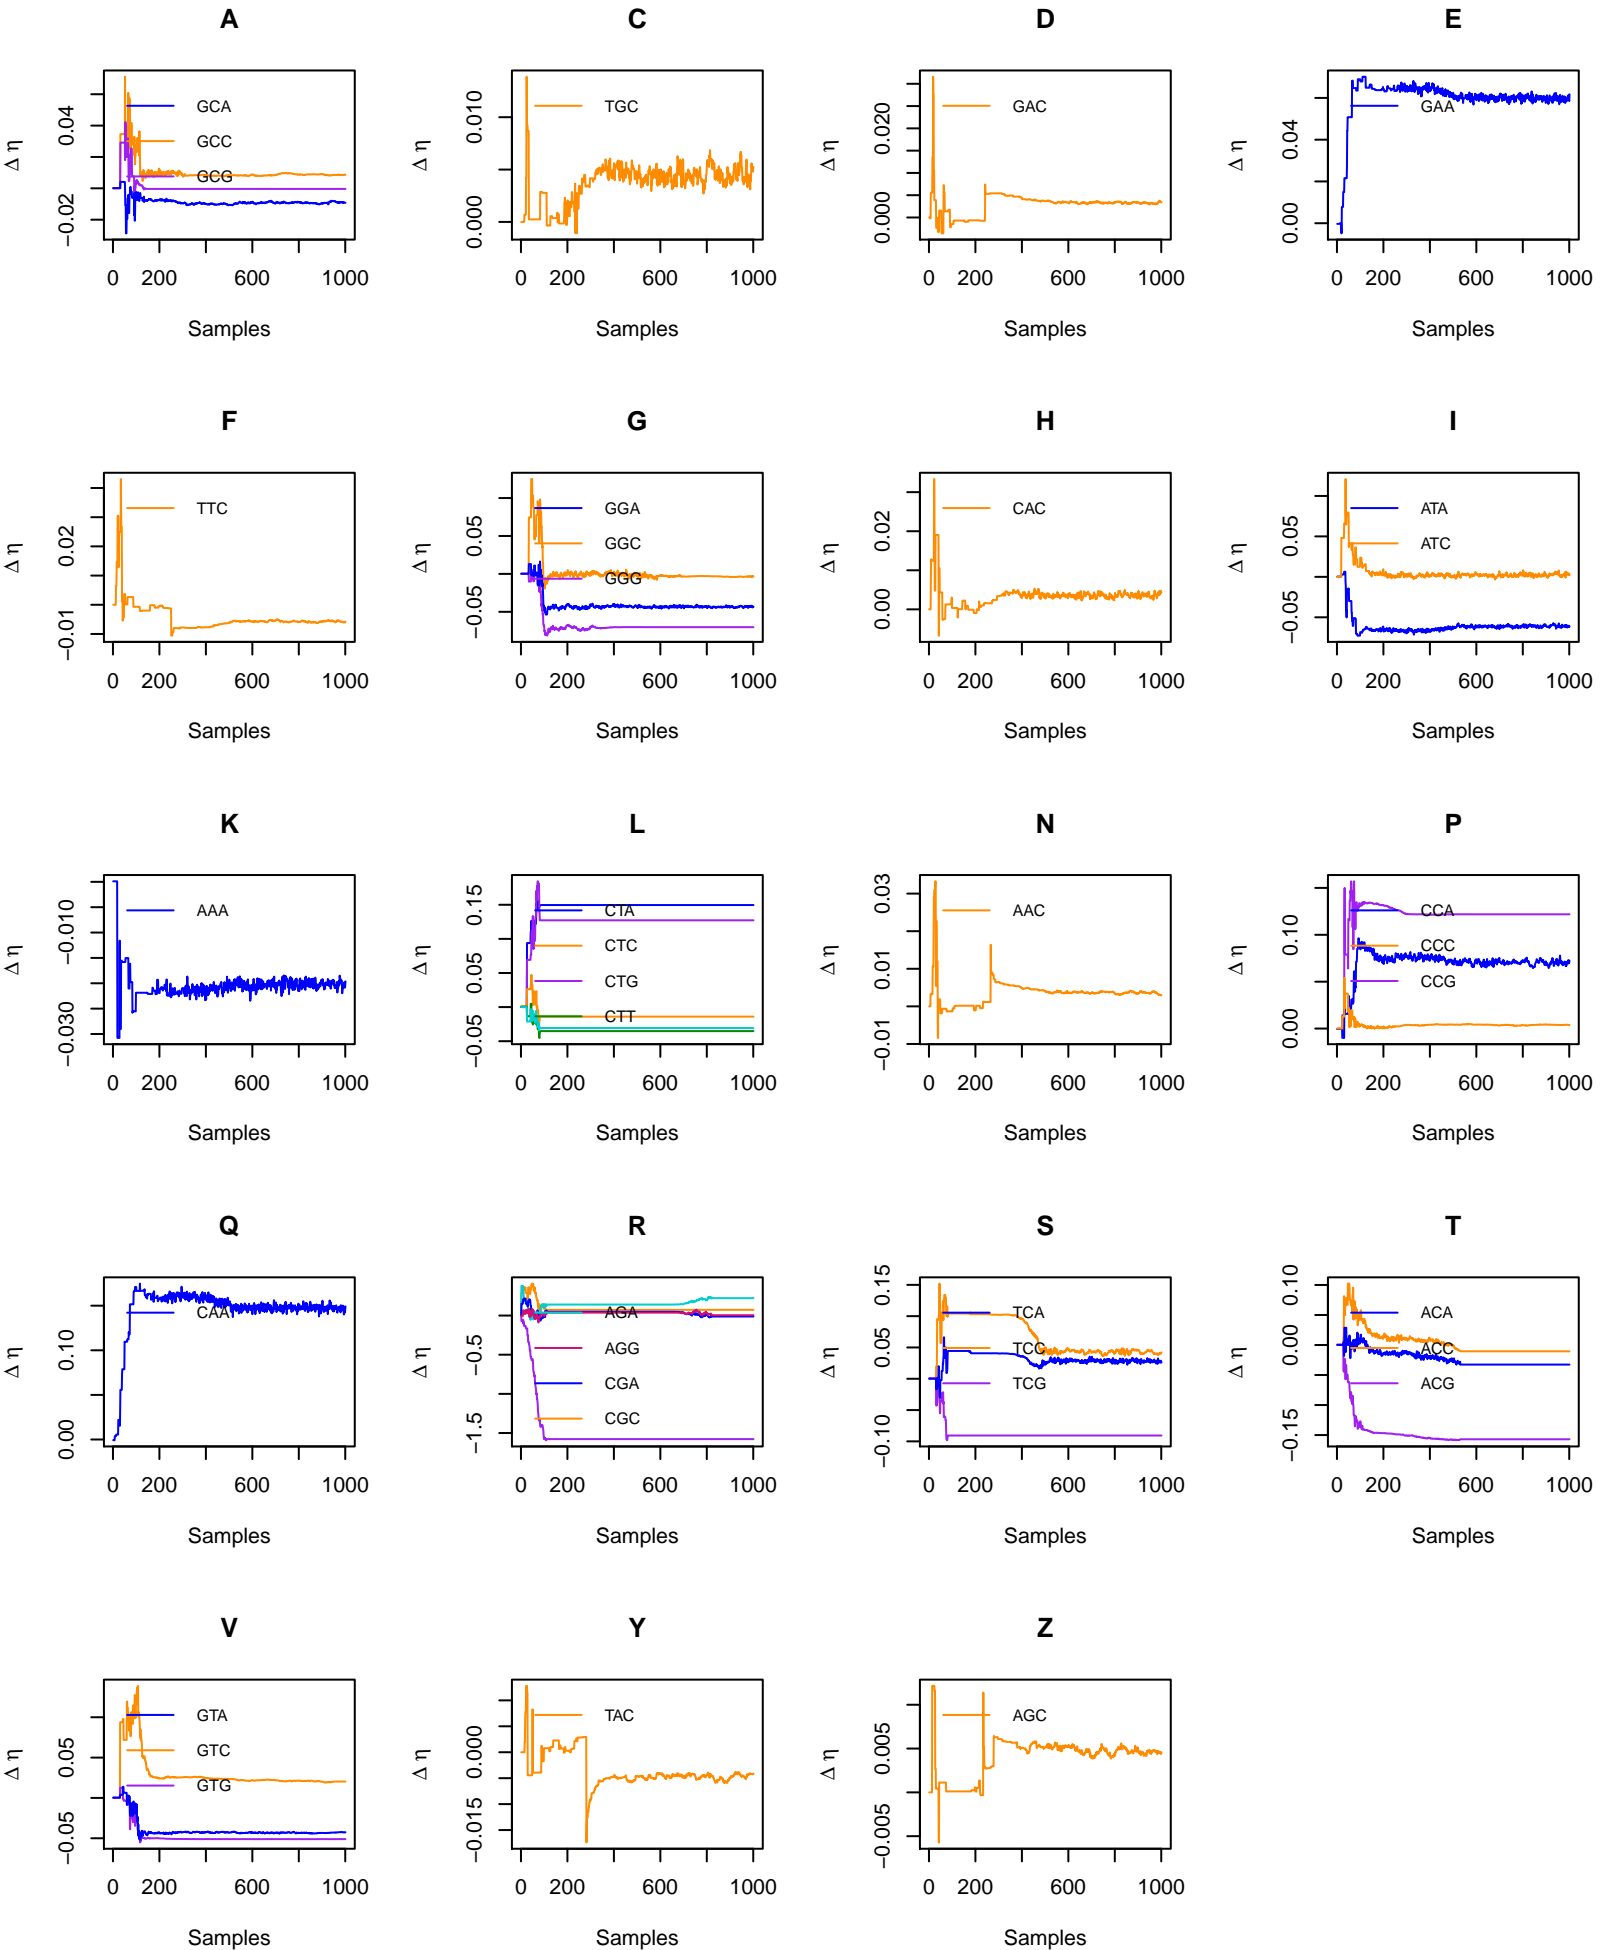 A C D E
Δ η Δ η Δ η Δ η
−0.02 0.04 0.000 0.010 0.000 0.020 0.00 0.04
GCA TGC GAC GAA
GCC
GCG
0 200 600 1000 0 200 600 1000 0 200 600 1000 0 200 600 1000
Samples Samples Samples Samples
F G H I
Δ η Δ η Δ η Δ η
−0.01 0.02 −0.05 0.05 0.00 0.02 −0.05 0.05
TTC GGA CAC ATA
GGC ATC
GGG
0 200 600 1000 0 200 600 1000 0 200 600 1000 0 200 600 1000
Samples Samples Samples Samples
K L N P
Δ η Δ η Δ η Δ η
−0.030 −0.010 −0.05 0.05 0.15 −0.01 0.01 0.03 0.00 0.10
AAA CTA AAC CCA
CTC CCC
CTG CCG
CTT
0 200 600 1000 0 200 600 1000 0 200 600 1000 0 200 600 1000
Samples Samples Samples Samples
Q R S T
Δ η Δ η Δ η Δ η
0.00 0.10 −1.5 −0.5 −0.10 0.05 0.15 −0.15 0.00 0.10
CAA AGA TCA ACA
AGG TCC ACC
CGA TCG ACG
CGC
0 200 600 1000 0 200 600 1000 0 200 600 1000 0 200 600 1000
Samples Samples Samples Samples
V Y Z
Δ η Δ η Δ η
−0.05 0.05 −0.015 0.000 −0.005 0.005
GTA TAC AGC
GTC
GTG
0 200 600 1000 0 200 600 1000 0 200 600 1000
Samples Samples Samples